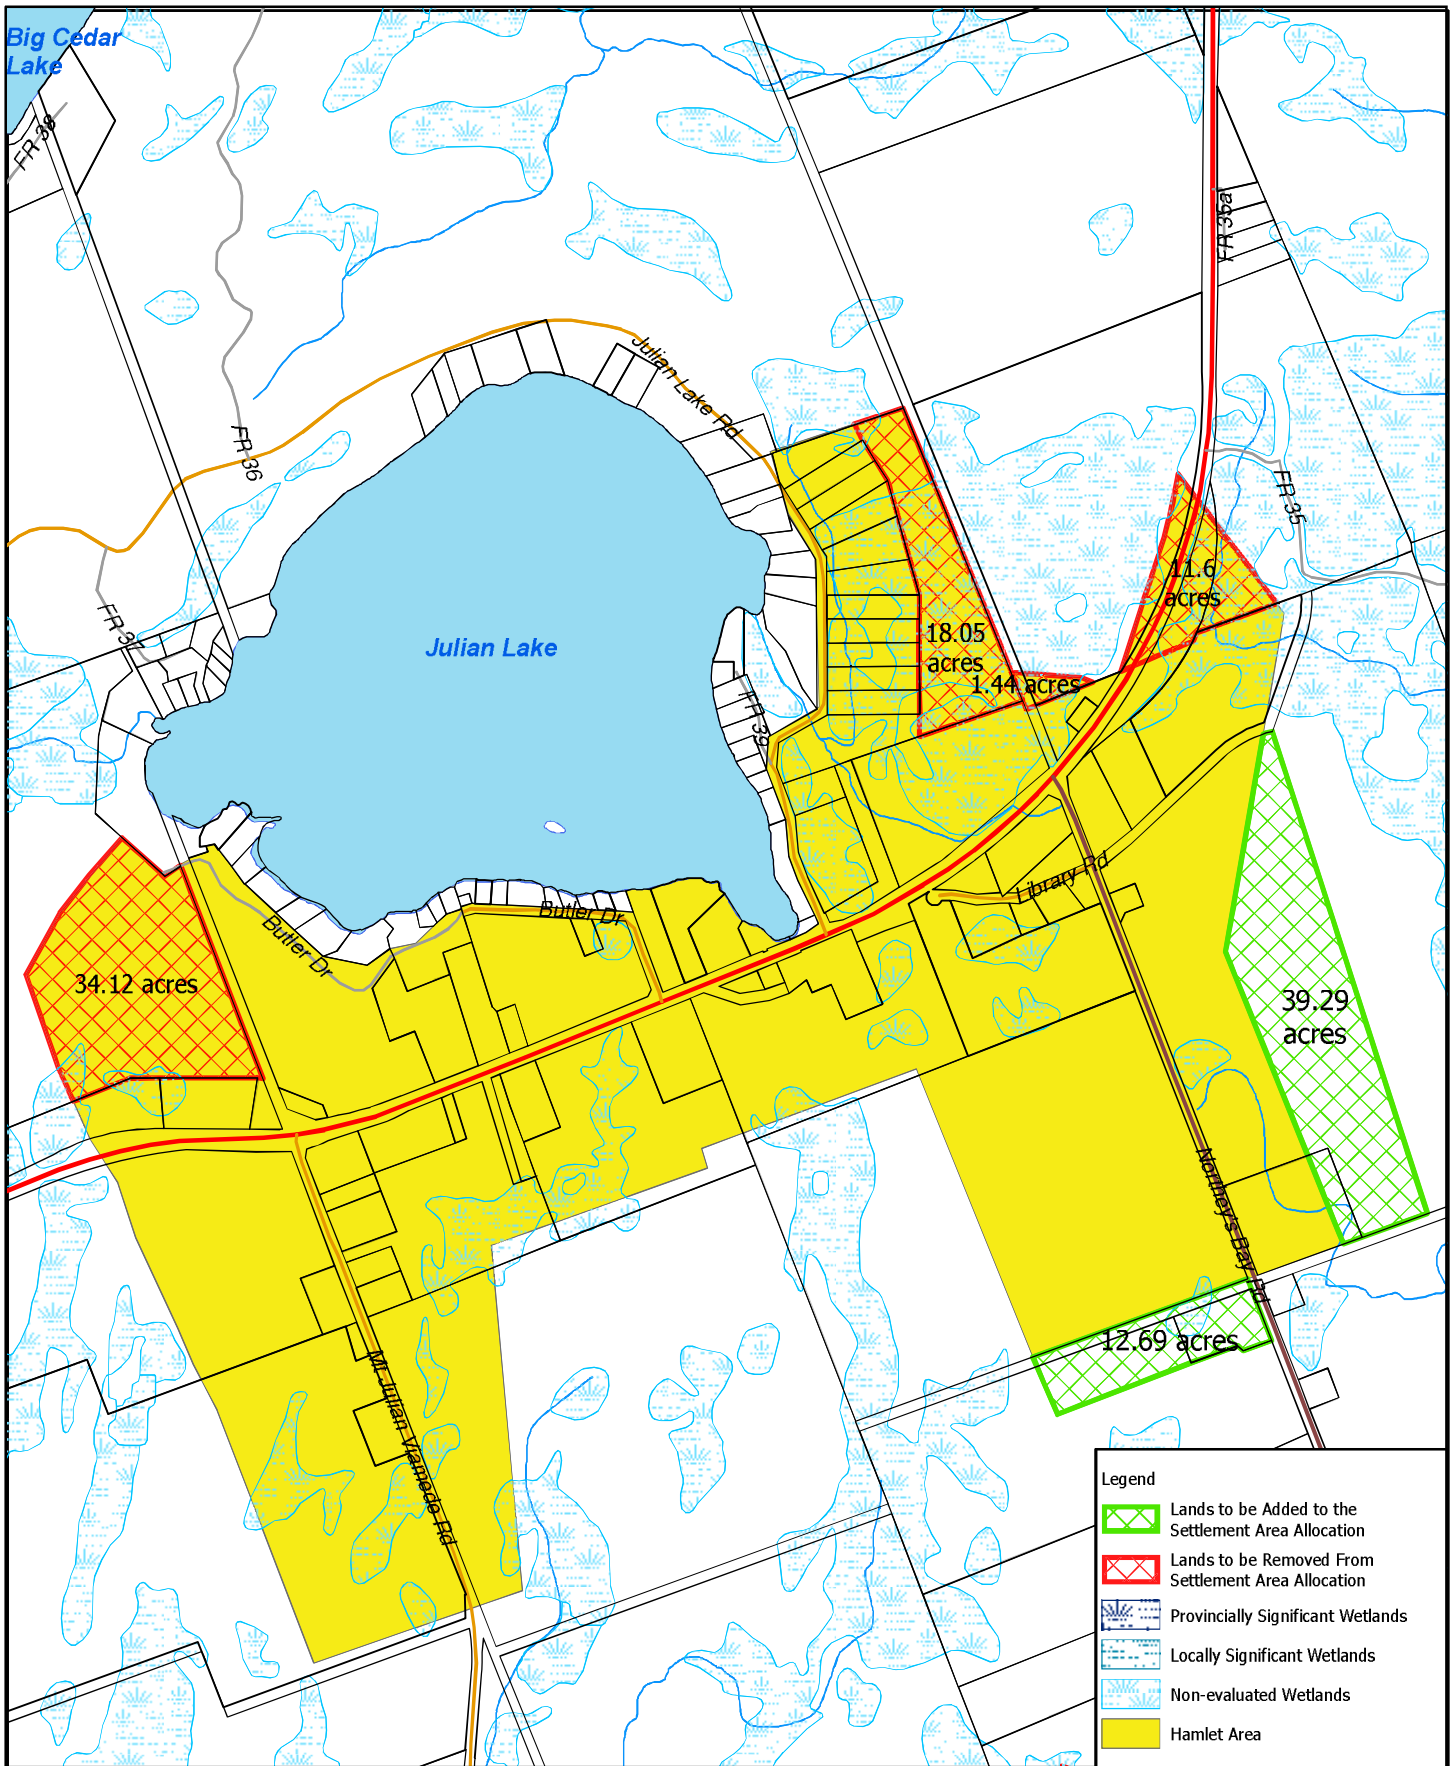 Big Cedar
Lake
FR 38
FR 35a
Julian Lake Rd
FR 36
FR 35
11.6
acres
FR 37
18.05
acres
Julian Lake
1.44 acres
FR 39
Library Rd
Butler Dr
Butler Dr
34.12 acres
39.29
acres
Northey's Bay Rd
12.69 acres
Mt Julian Viamede Rd
Legend
Lands to be Added to the
Settlement Area Allocation
Lands to be Removed From
Settlement Area Allocation
Provincially Significant Wetlands
Locally Significant Wetlands
Non-evaluated Wetlands
Hamlet Area